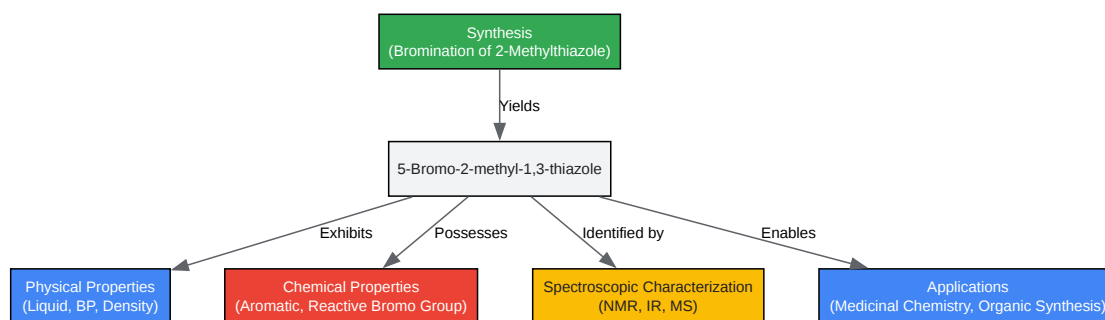 Synthesis
(Bromination of 2-Methylthiazole)
Yields
5-Bromo-2-methyl-1,3-thiazole
Exhibits
Possesses
Identified by
Enables
Physical Properties
(Liquid, BP, Density)
Chemical Properties
(Aromatic, Reactive Bromo Group)
Spectroscopic Characterization
(NMR, IR, MS)
Applications
(Medicinal Chemistry, Organic Synthesis)